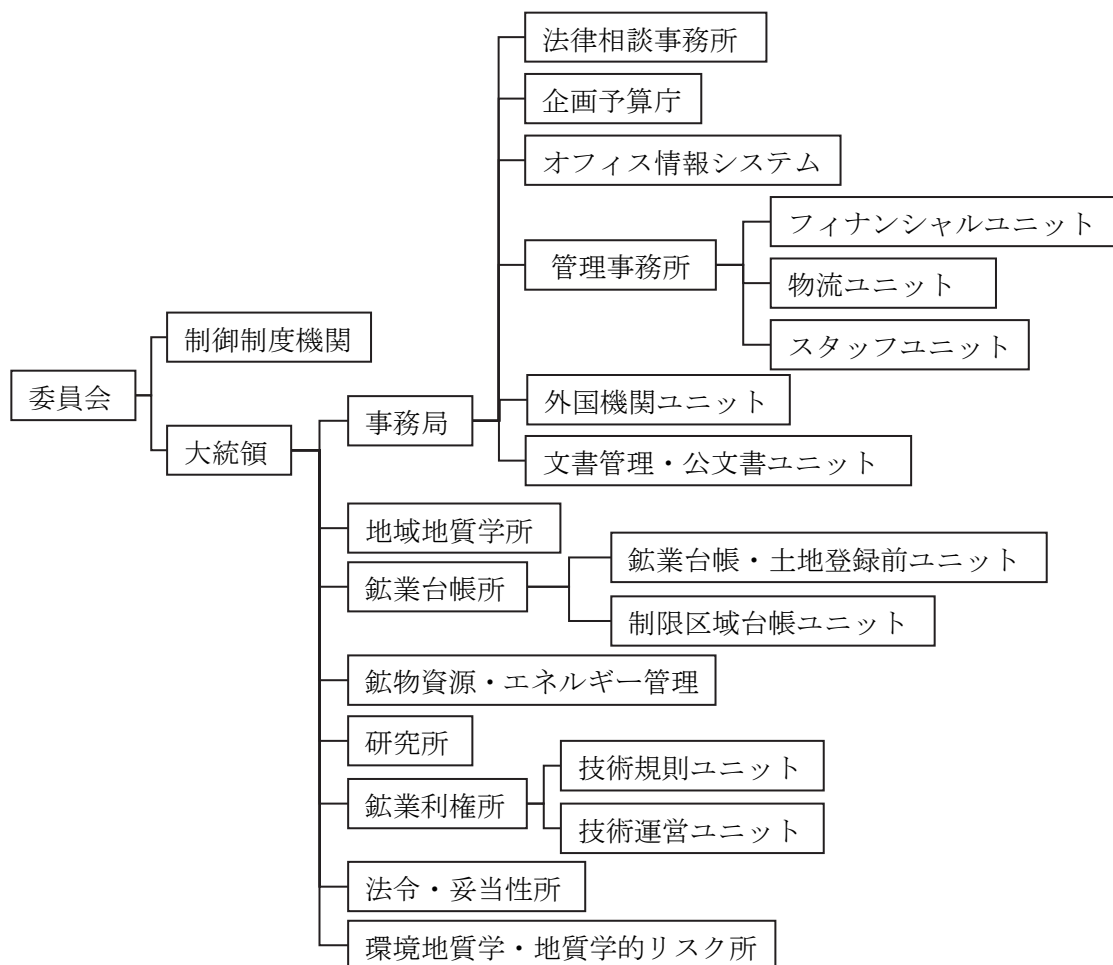 法律相談事務所
企画予算庁
オフィス情報システム
フィナンシャルユニット
管理事務所
物流ユニット
制御制度機関
スタッフユニット
委員会
外国機関ユニット
事務局
大統領
文書管理・公文書ユニット
地域地質学所
鉱業台帳・土地登録前ユニット
鉱業台帳所
制限区域台帳ユニット
鉱物資源・エネルギー管理
研究所
技術規則ユニット
鉱業利権所
技術運営ユニット
法令・妥当性所
環境地質学・地質学的リスク所